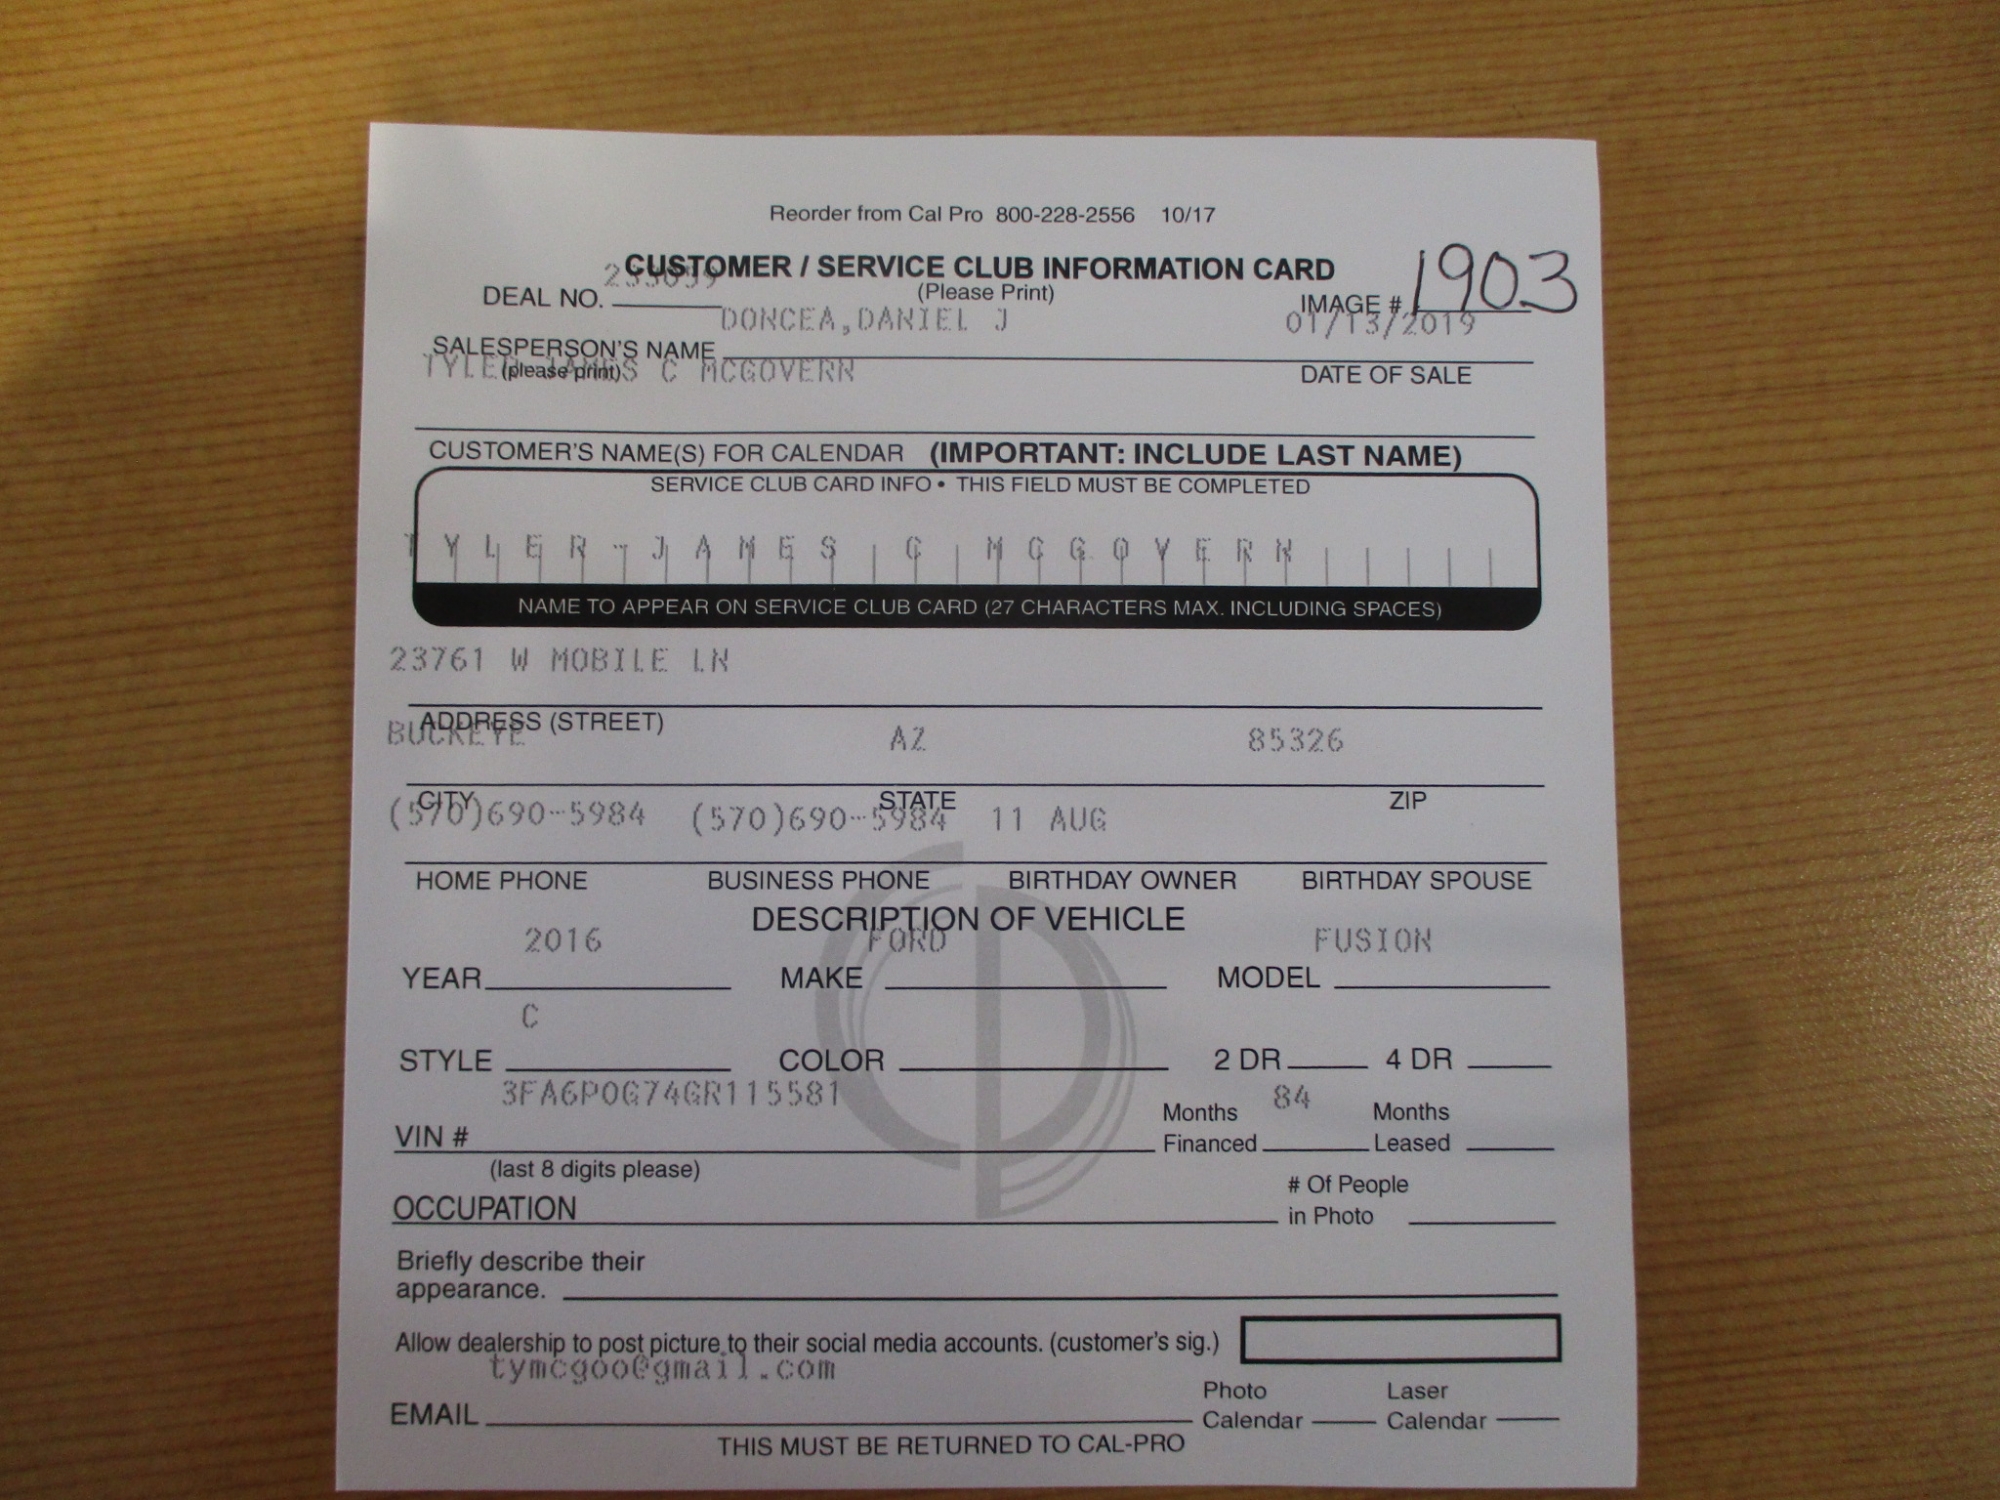 Reorder from Cal Pro 800-228-2556 10/17
CUSTOMER / SERVICE CLUB INFORMATION CARD
(Please Print)
DEAL NO.
IMAGE # 1903
DONCEA,DANIEL J 01/13/2019
SALESPERSON'S NAME
(please print)
DATE OF SALE
TYLER-JAMES C MCGOVERN
CUSTOMER'S NAME(S) FOR CALENDAR (IMPORTANT: INCLUDE LAST NAME)
SERVICE CLUB CARD INFO • THIS FIELD MUST BE COMPLETED
TYLER-JAMES C MCGOVERN
NAME TO APPEAR ON SERVICE CLUB CARD (27 CHARACTERS MAX. INCLUDING SPACES)
23761 W MOBILE LN
ADDRESS (STREET)
BUCKEYE AZ 85326
CITY STATE ZIP
(570)690-5984 (570)690-5984 11 AUG
HOME PHONE BUSINESS PHONE BIRTHDAY OWNER BIRTHDAY SPOUSE
DESCRIPTION OF VEHICLE
2016 FORD FUSION
YEAR MAKE MODEL
C
STYLE COLOR 2 DR 4 DR
3FA6P0G74GR115581 84
VIN # Months Financed Months Leased
(last 8 digits please)
OCCUPATION # Of People in Photo
Briefly describe their
appearance.
Allow dealership to post picture to their social media accounts. (customer's sig.)
tymcgoo@gmail.com
EMAIL Photo Calendar Laser Calendar
THIS MUST BE RETURNED TO CAL-PRO